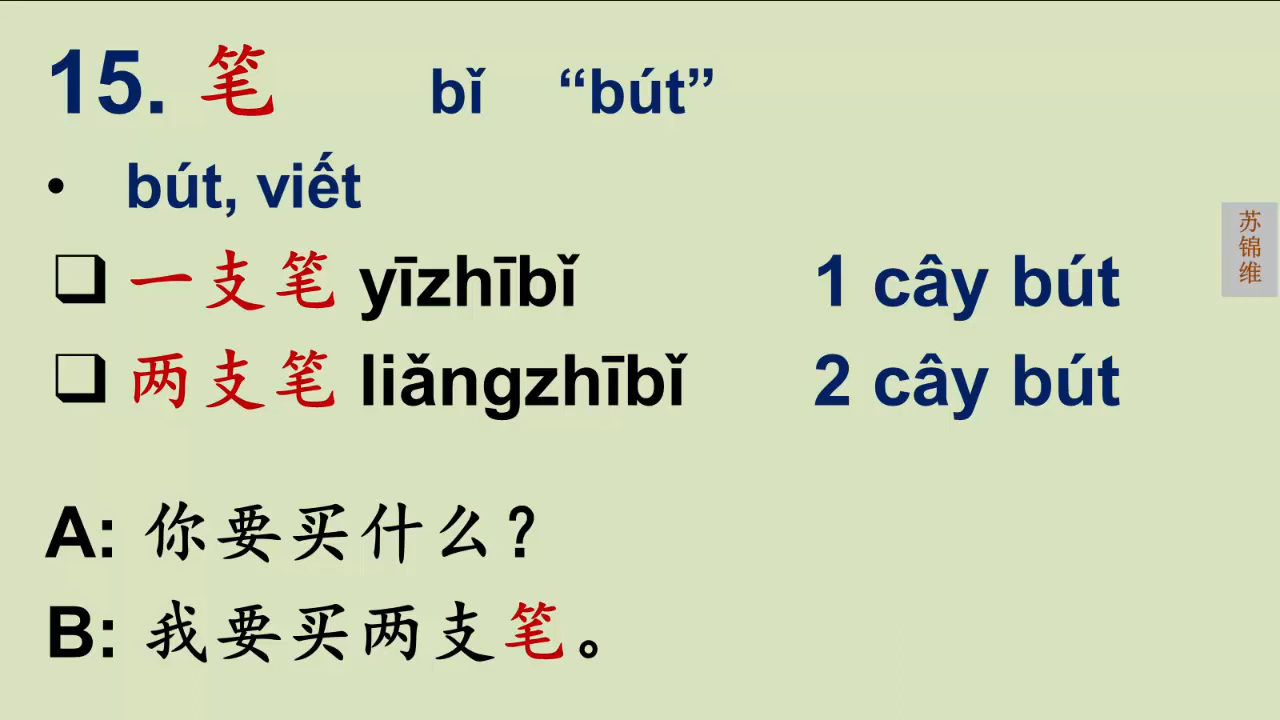 15. 笔 bǐ “bút”
• bút, viết
❑ 一支笔 yīzhībǐ 1 cây bút
❑ 两支笔 liǎngzhībǐ 2 cây bút
A: 你要买什么？
B: 我要买两支笔。
苏
锦
维